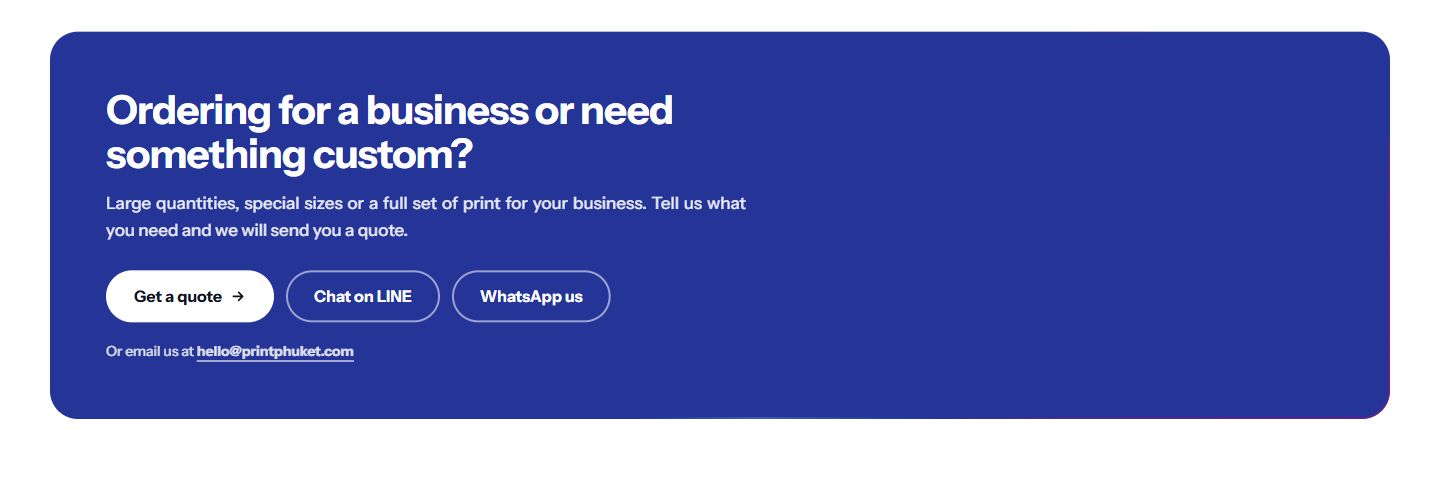 Ordering for a business or need
something custom?
Large quantities, special sizes or a full set of print for your business. Tell us what
you need and we will send you a quote.
Get a quote →
Chat on LINE
WhatsApp us
Or email us at hello@printphuket.com